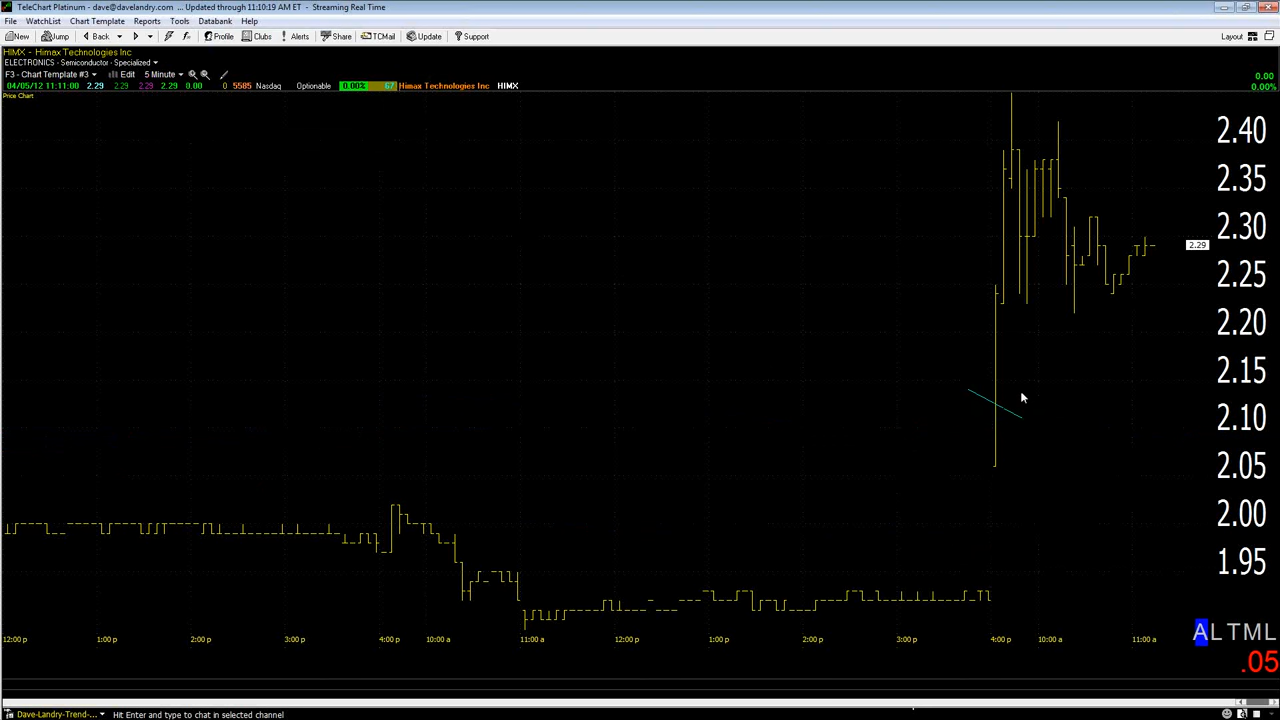 TeleChart Platinum - dave@davelandry.com ... Updated through 11:10:19 AM ET - Streaming Real Time
File WatchList Chart Template Reports Tools Databank Help
New Jump Back Profile Clubs Alerts Share TCMail Update Support Layout
HIMX - Himax Technologies Inc
ELECTRONICS - Semiconductor - Specialized
F3 - Chart Template #3 Edit 5 Minute 0.00
04/05/12 11:11:00 2.29 2.29 2.29 2.29 0.00 0 5585 Nasdaq Optionable 0.00% 67 Himax Technologies Inc HIMX 0.00%
Price Chart
2.40
2.35
2.30
2.29
2.25
2.20
2.15
2.10
2.05
2.00
1.95
12:00 p 1:00 p 2:00 p 3:00 p 4:00 p 10:00 a 11:00 a 12:00 p 1:00 p 2:00 p 3:00 p 4:00 p 10:00 a 11:00 a
ALTML
.05
Dave-Landry-Trend-... Hit Enter and type to chat in selected channel